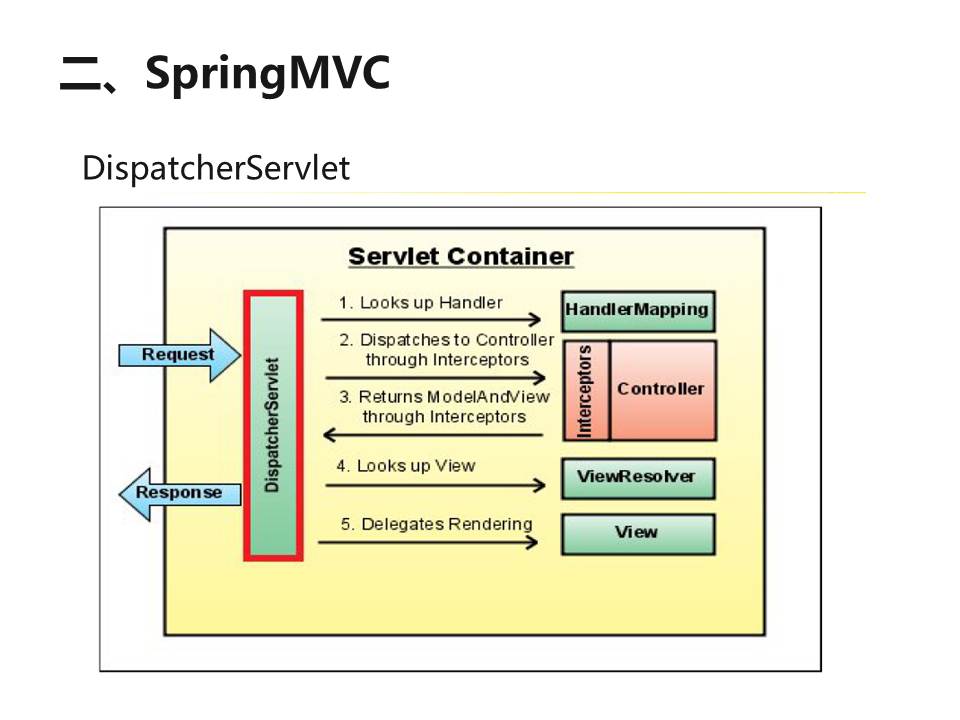 二、SpringMVC
DispatcherServlet
Servlet Container
1. Looks up Handler
HandlerMapping
2. Dispatches to Controller
through Interceptors
Request
DispatcherServlet
Interceptors
Controller
3. Returns ModelAndView
through Interceptors
4. Looks up View
ViewResolver
Response
5. Delegates Rendering
View